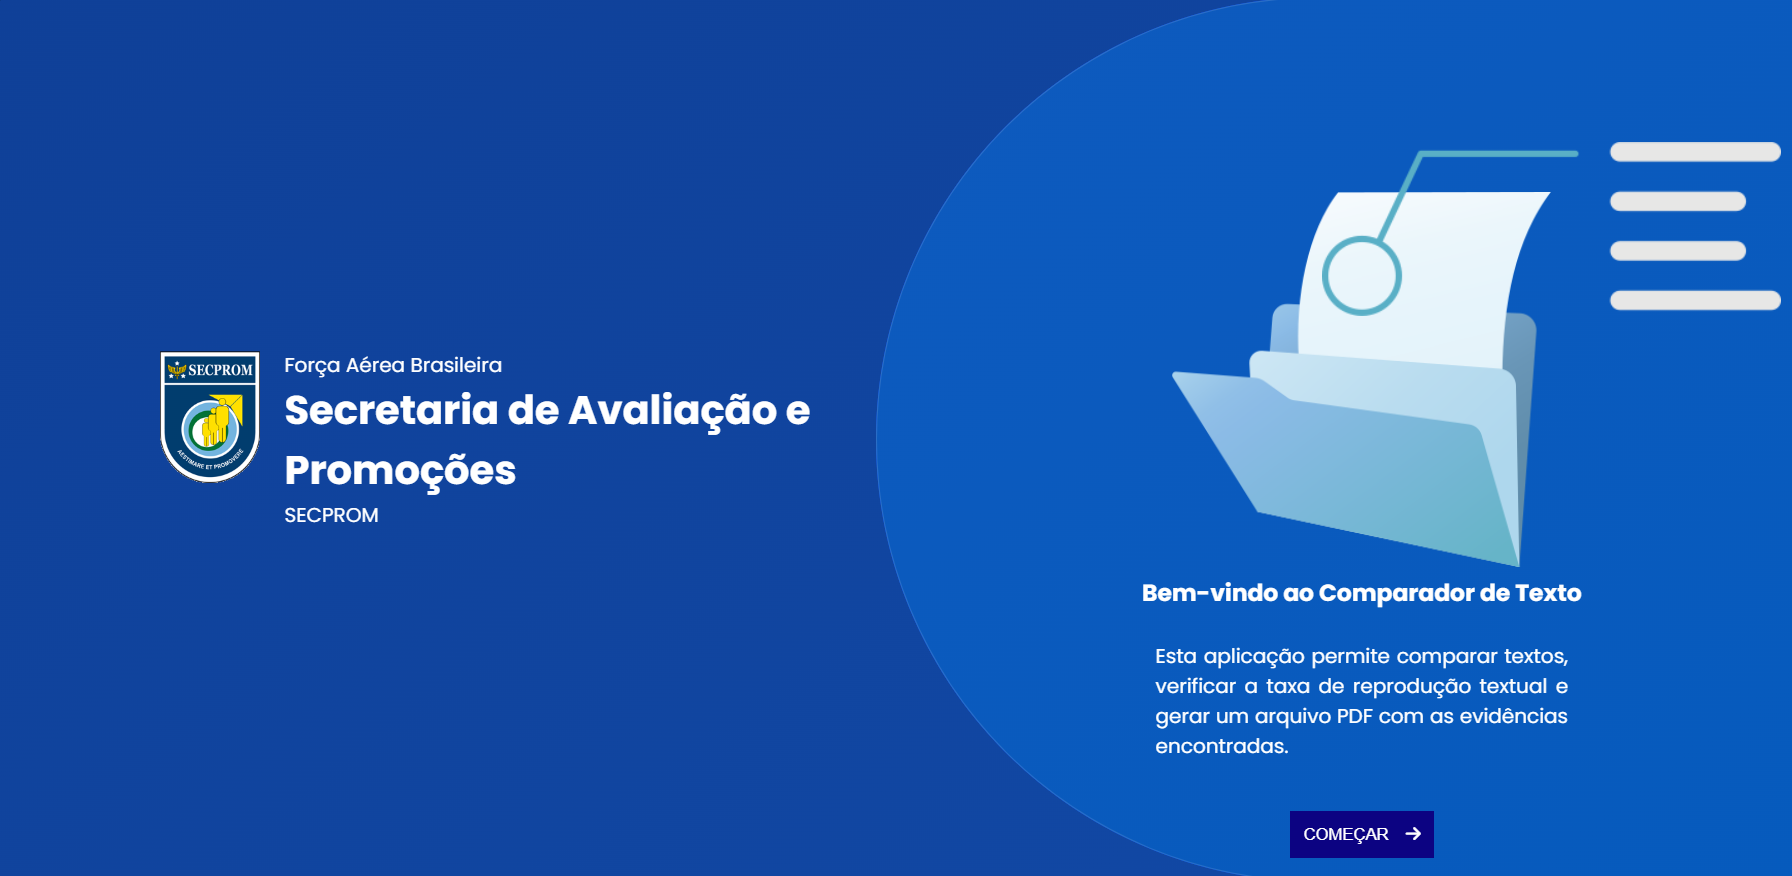 SECPROM
AESTIMARE ET PROMOVERE
Força Aérea Brasileira
Secretaria de Avaliação e
Promoções
SECPROM
Bem-vindo ao Comparador de Texto
Esta aplicação permite comparar textos,
verificar a taxa de reprodução textual e
gerar um arquivo PDF com as evidências
encontradas.
COMEÇAR